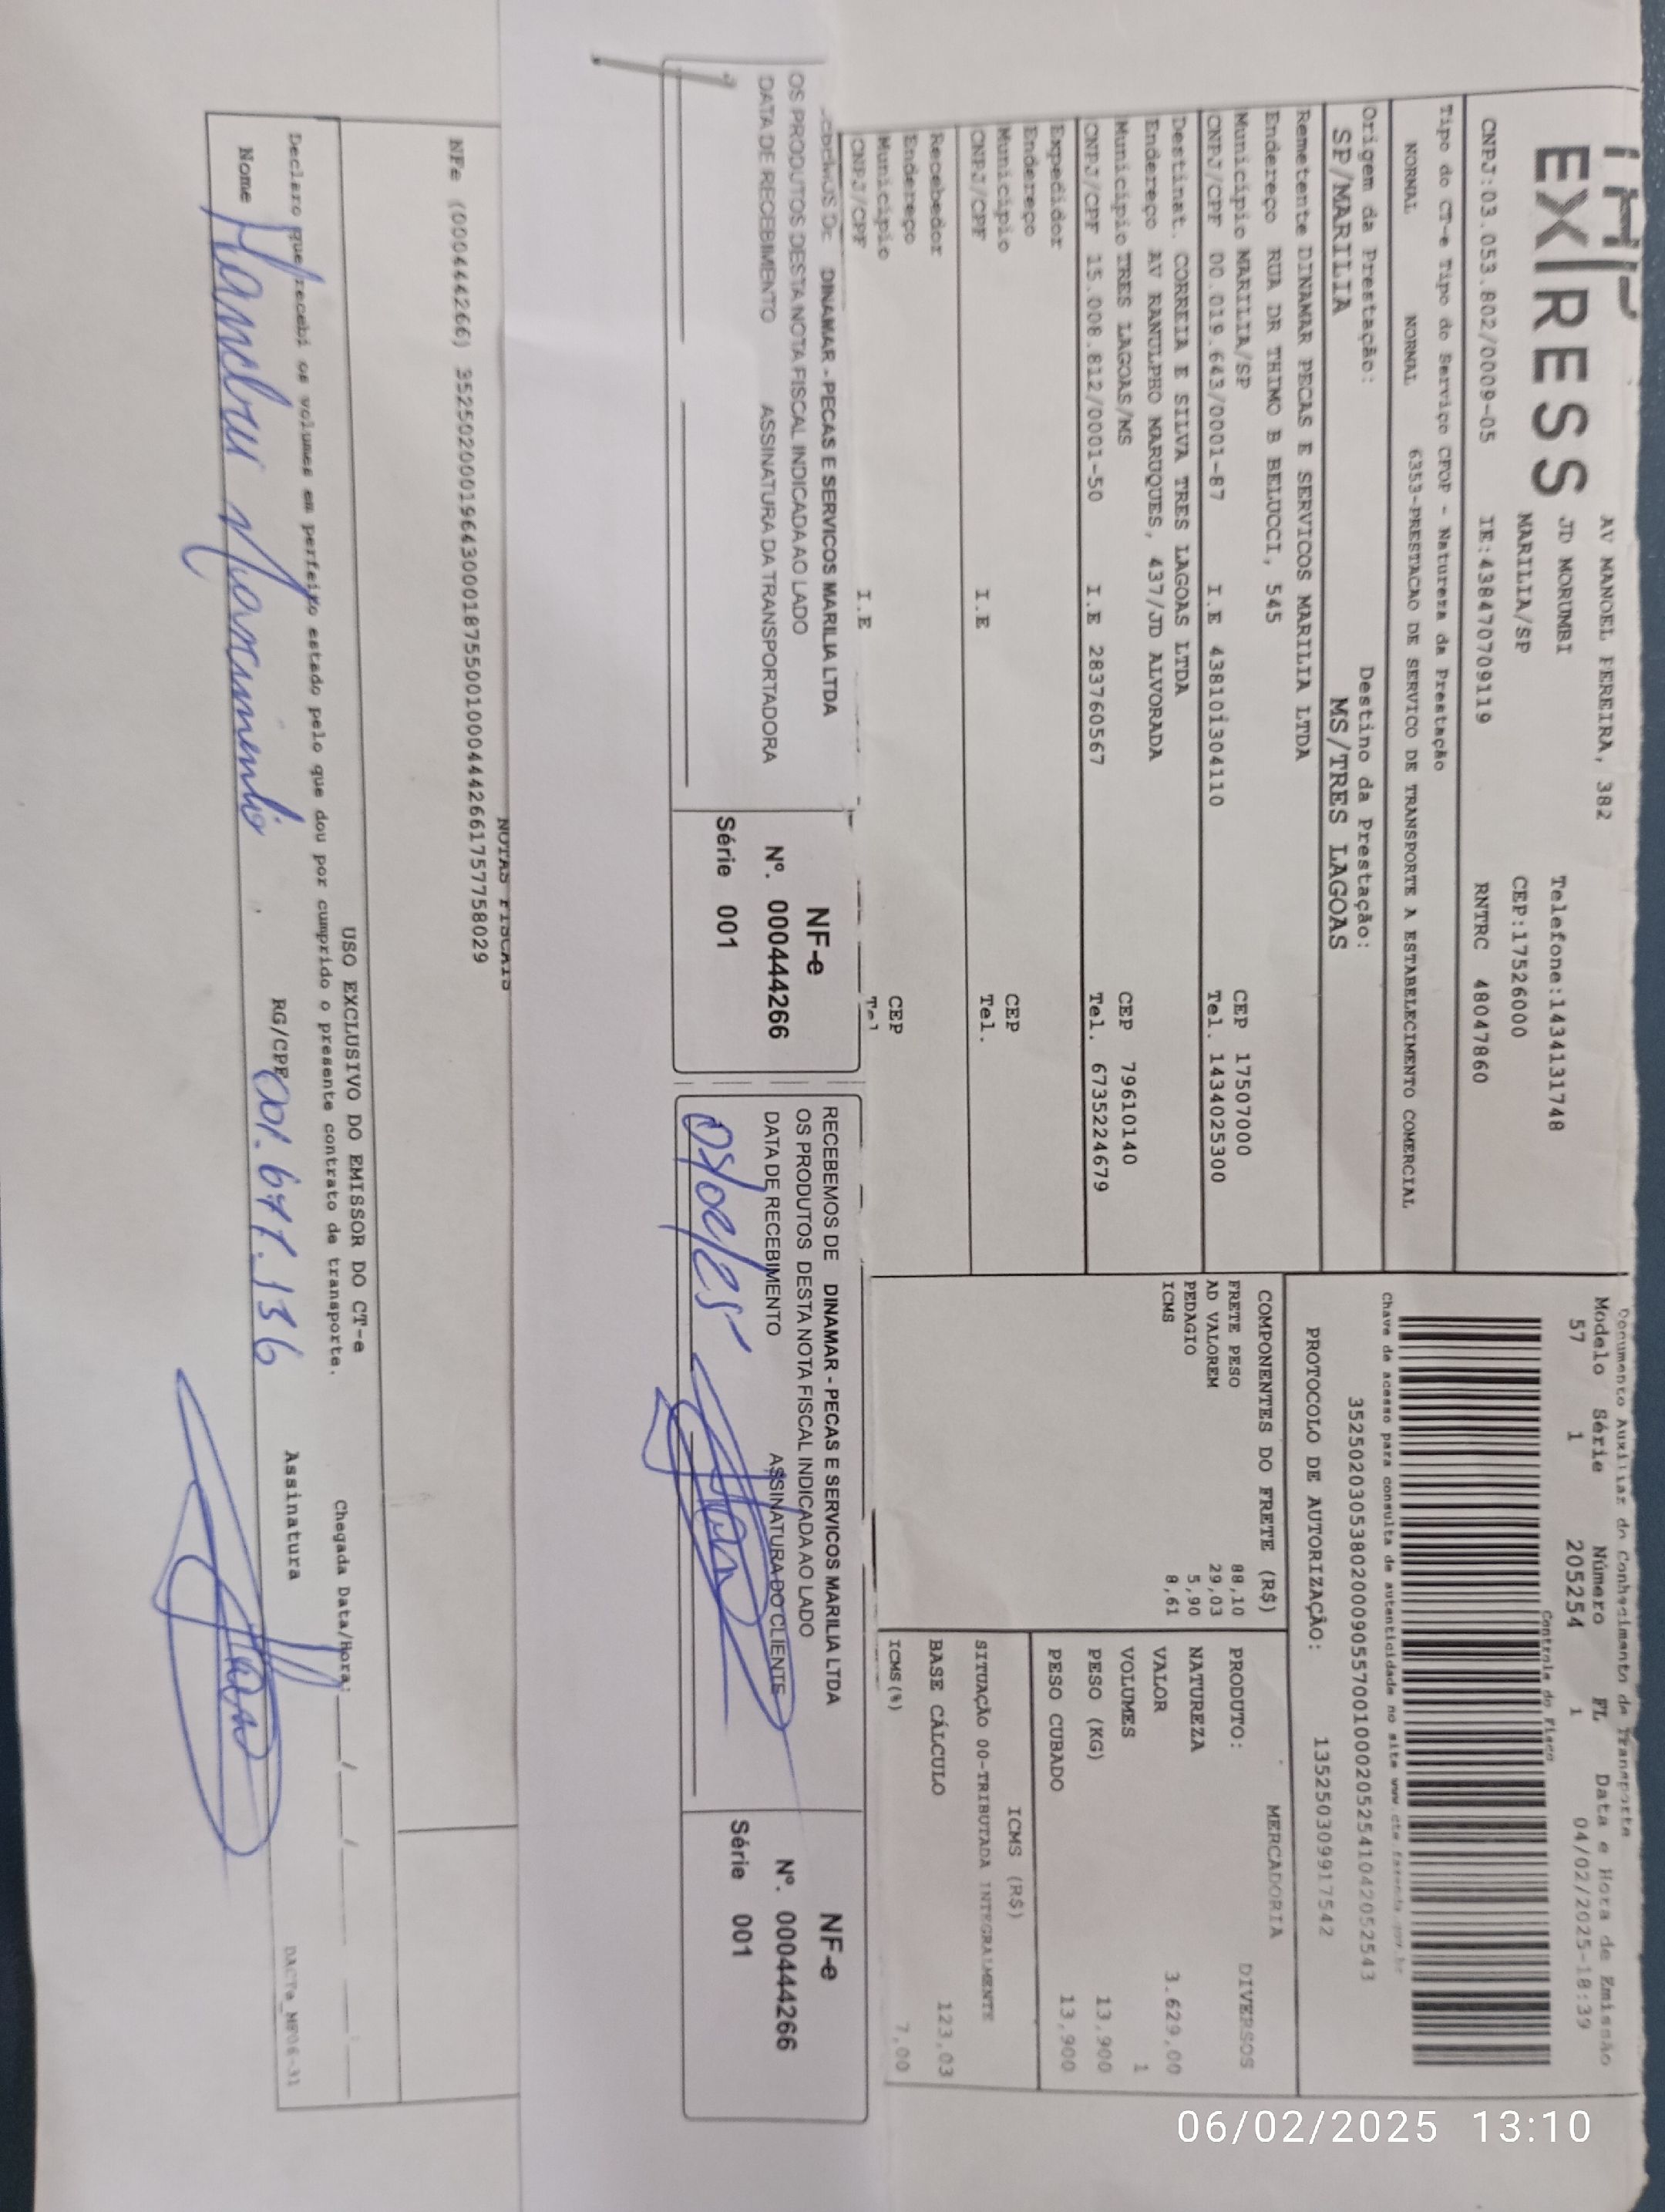 EXPRESS
AV MANOEL FEREIRA, 382
JD MORUMBI
Telefone:1434131748
MARILIA/SP
CEP:17526000
CNPJ:03.053.802/0009-05
IE:438470709119
RNTRC 48047860
Tipo do CT-e Tipo do Serviço CFOP - Natureza da Prestação
NORMAL NORMAL 6353-PRESTACAO DE SERVICO DE TRANSPORTE A ESTABELECIMENTO COMERCIAL
Origem da Prestação: Destino da Prestação:
SP/MARILIA MS/TRES LAGOAS
Remetente DINAMAR PECAS E SERVICOS MARILIA LTDA
Endereço RUA DR THIMO B BELUCCI, 545
Município MARILIA/SP CEP 17507000
CNPJ/CPF 00.019.643/0001-87 I.E 438101304110 Tel. 1434025300
Destinat. CORREIA E SILVA TRES LAGOAS LTDA
Endereço AV RANULPHO MARUQUES, 437/JD ALVORADA
Município TRES LAGOAS/MS CEP 79610140
CNPJ/CPF 15.008.812/0001-50 I.E 283760567 Tel. 6735224679
Expedidor
Endereço
Município CEP
CNPJ/CPF I.E Tel.
Recebedor
Endereço
Município CEP
CNPJ/CPF I.E Tel
Documento Auxiliar do Conhecimento de Transporte
Modelo Série Número FL Data e Hora de Emissão
57 1 205254 1 04/02/2025-18:39
Controle do Fisco
Chave de acesso para consulta de autenticidade no site www.cte.fazenda.gov.br
35250203053802000905570010002052541042052543
PROTOCOLO DE AUTORIZAÇÃO: 135250309917542
COMPONENTES DO FRETE (R$)
FRETE PESO 88,10
AD VALOREM 29,03
PEDAGIO 5,90
ICMS 8,61
MERCADORIA
PRODUTO: DIVERSOS
NATUREZA
VALOR 3.629,00
VOLUMES 1
PESO (KG) 13,900
PESO CUBADO 13,900
ICMS (R$)
SITUAÇÃO 00-TRIBUTADA INTEGRALMENTE
BASE CÁLCULO 123,03
ICMS(%) 7,00
DINAMAR - PECAS E SERVICOS MARILIA LTDA
OS PRODUTOS DESTA NOTA FISCAL INDICADA AO LADO
DATA DE RECEBIMENTO ASSINATURA DA TRANSPORTADORA
NF-e
Nº. 000444266
Série 001
RECEBEMOS DE DINAMAR - PECAS E SERVICOS MARILIA LTDA
OS PRODUTOS DESTA NOTA FISCAL INDICADA AO LADO
DATA DE RECEBIMENTO ASSINATURA DO CLIENTE
NF-e
Nº. 000444266
Série 001
NOTAS FISCAIS
NFe (000444266) 35250200019643000187550010004442661757758029
USO EXCLUSIVO DO EMISSOR DO CT-e
Declaro que recebi os volumes em perfeito estado pelo que dou por cumprido o presente contrato de transporte.
Chegada Data/Hora: / /
Nome
RG/CPF 001.671.136
Assinatura
06/02/2025 13:10